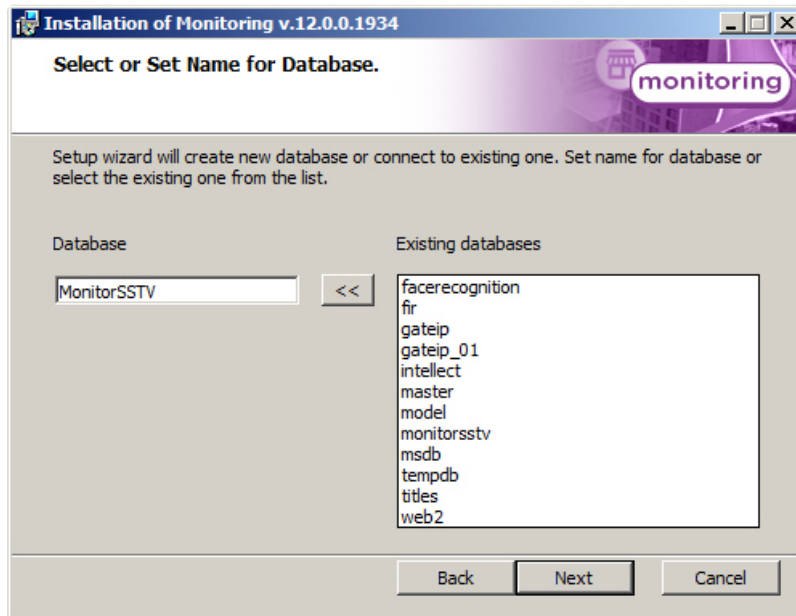 Installation of Monitoring v.12.0.0.1934
Select or Set Name for Database.
monitoring
Setup wizard will create new database or connect to existing one. Set name for database or
select the existing one from the list.
Database
Existing databases
MonitorSSTV
<<
facerecognition
fir
gateip
gateip_01
intellect
master
model
monitorsstv
msdb
tempdb
titles
web2
Back
Next
Cancel